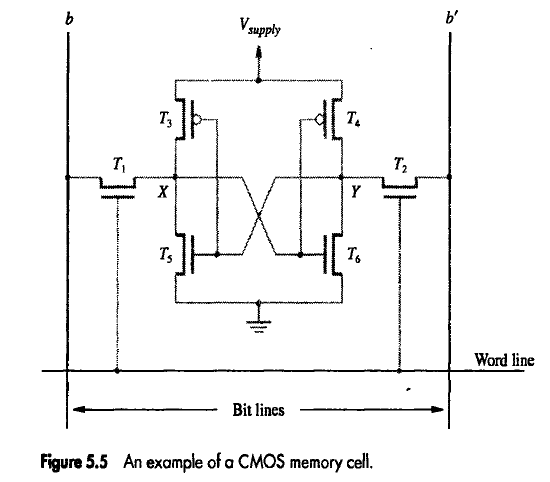 b
V_supply
b′
T₃
T₄
T₁
T₂
X
Y
T₅
T₆
Word line
Bit lines
Figure 5.5 An example of a CMOS memory cell.